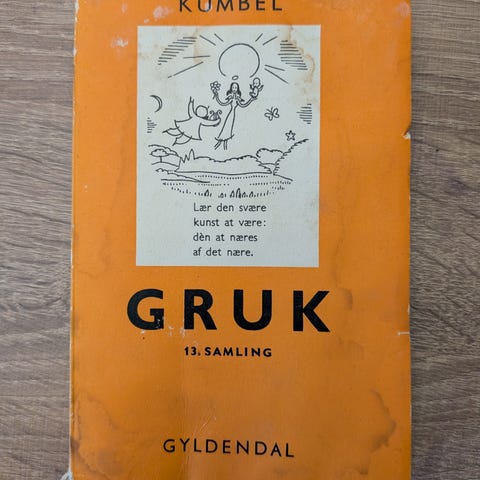 KUMBEL
Lær den svære
kunst at være:
dèn at næres
af det nære.
GRUK
13. SAMLING
GYLDENDAL